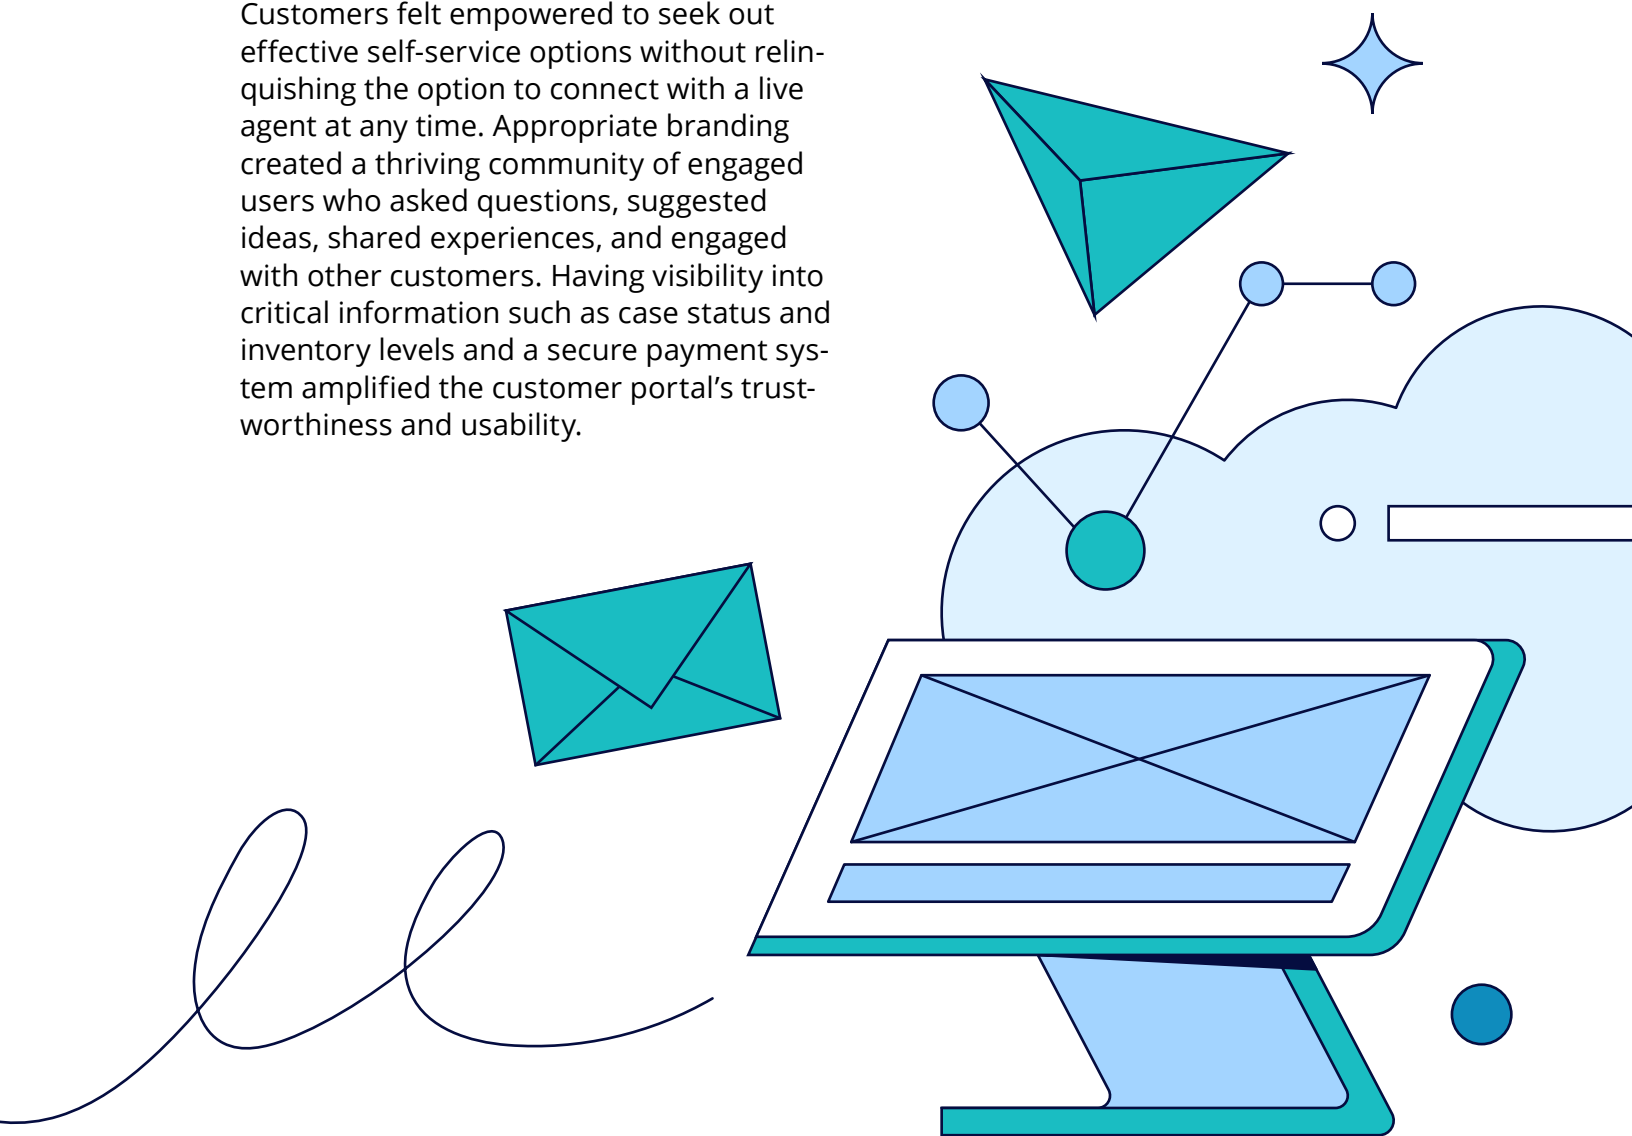 Customers felt empowered to seek out
effective self-service options without relin-
quishing the option to connect with a live
agent at any time. Appropriate branding
created a thriving community of engaged
users who asked questions, suggested
ideas, shared experiences, and engaged
with other customers. Having visibility into
critical information such as case status and
inventory levels and a secure payment sys-
tem amplified the customer portal’s trust-
worthiness and usability.